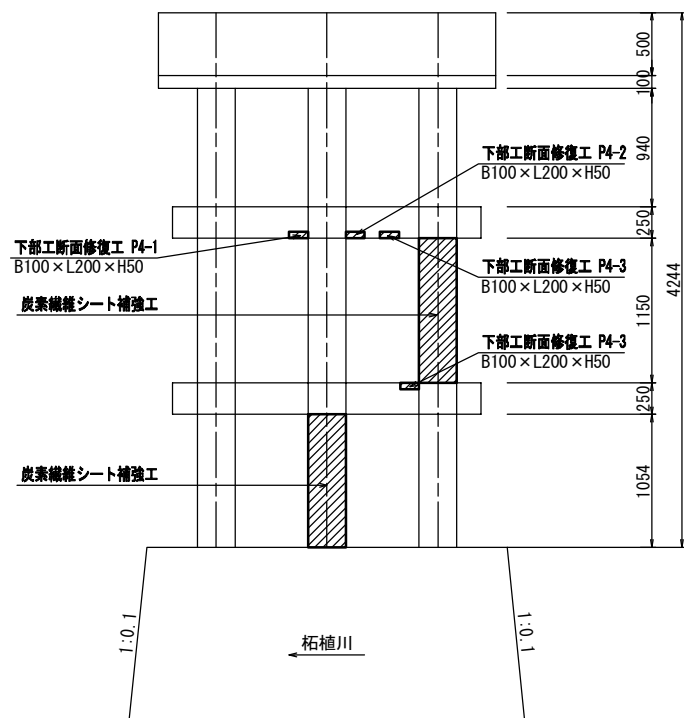 500
100
940
250
1150
250
1054
4244
下部工断面修復工 P4-2
B100×L200×H50
下部工断面修復工 P4-1
B100×L200×H50
下部工断面修復工 P4-3
B100×L200×H50
炭素繊維シート補強工
下部工断面修復工 P4-3
B100×L200×H50
炭素繊維シート補強工
1:0.1
柘植川
1:0.1